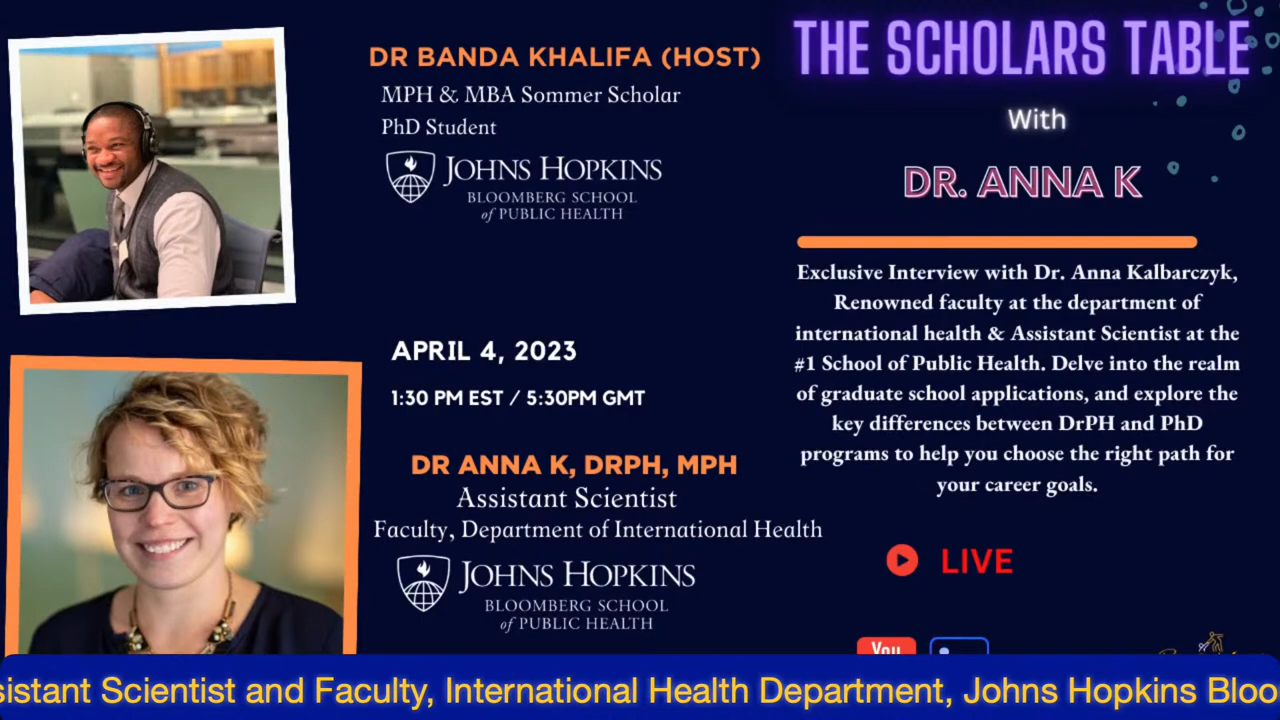 DR BANDA KHALIFA (HOST)
MPH & MBA Sommer Scholar
PhD Student
JOHNS HOPKINS
BLOOMBERG SCHOOL
of PUBLIC HEALTH
APRIL 4, 2023
1:30 PM EST / 5:30PM GMT
DR ANNA K, DRPH, MPH
Assistant Scientist
Faculty, Department of International Health
JOHNS HOPKINS
BLOOMBERG SCHOOL
of PUBLIC HEALTH
THE SCHOLARS TABLE
With
DR. ANNA K
Exclusive Interview with Dr. Anna Kalbarczyk,
Renowned faculty at the department of
international health & Assistant Scientist at the
#1 School of Public Health. Delve into the realm
of graduate school applications, and explore the
key differences between DrPH and PhD
programs to help you choose the right path for
your career goals.
LIVE
You
sistant Scientist and Faculty, International Health Department, Johns Hopkins Bloo